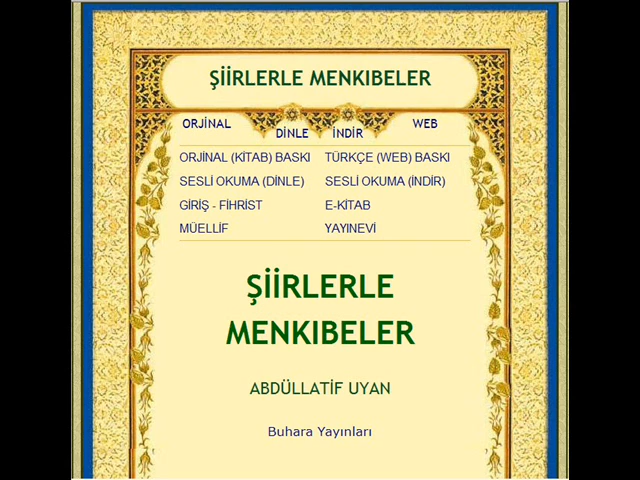 ŞİİRLERLE MENKIBELER
ORJİNAL DİNLE İNDİR WEB
ORJİNAL (KİTAP) BASKI TÜRKÇE (WEB) BASKI
SESLİ OKUMA (DİNLE) SESLİ OKUMA (İNDİR)
GİRİŞ - FİHRİST E-KİTAB
MÜELLİF YAYINEVİ
ŞİİRLERLE
MENKIBELER
ABDÜLLATİF UYAN
Buhara Yayınları